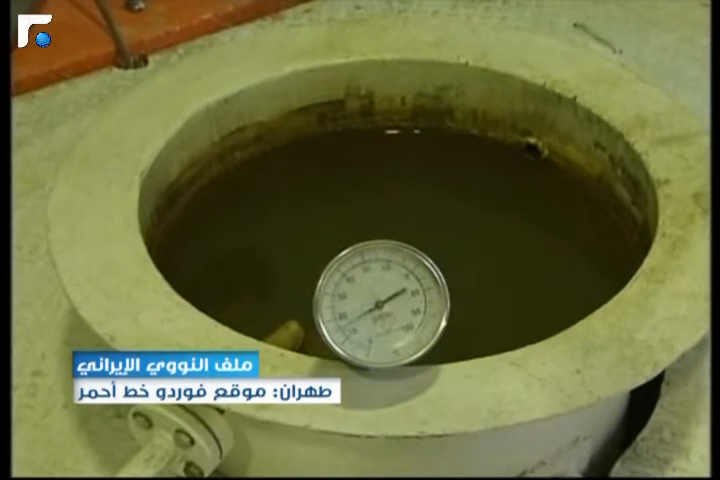 ملف النووي الإيراني
طهران: موقع فوردو خط أحمر